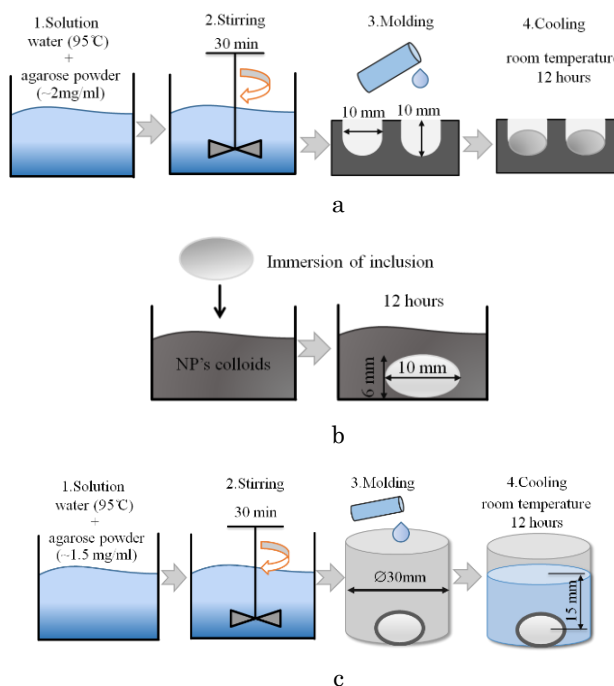 1.Solution
water (95℃)
+
agarose powder
(~2mg/ml)
2.Stirring
30 min
3.Molding
10 mm
10 mm
4.Cooling
room temperature
12 hours
a
Immersion of inclusion
NP's colloids
12 hours
6 mm
10 mm
b
1.Solution
water (95℃)
+
agarose powder
(~1.5 mg/ml)
2.Stirring
30 min
3.Molding
Ø30mm
4.Cooling
room temperature
12 hours
15 mm
c